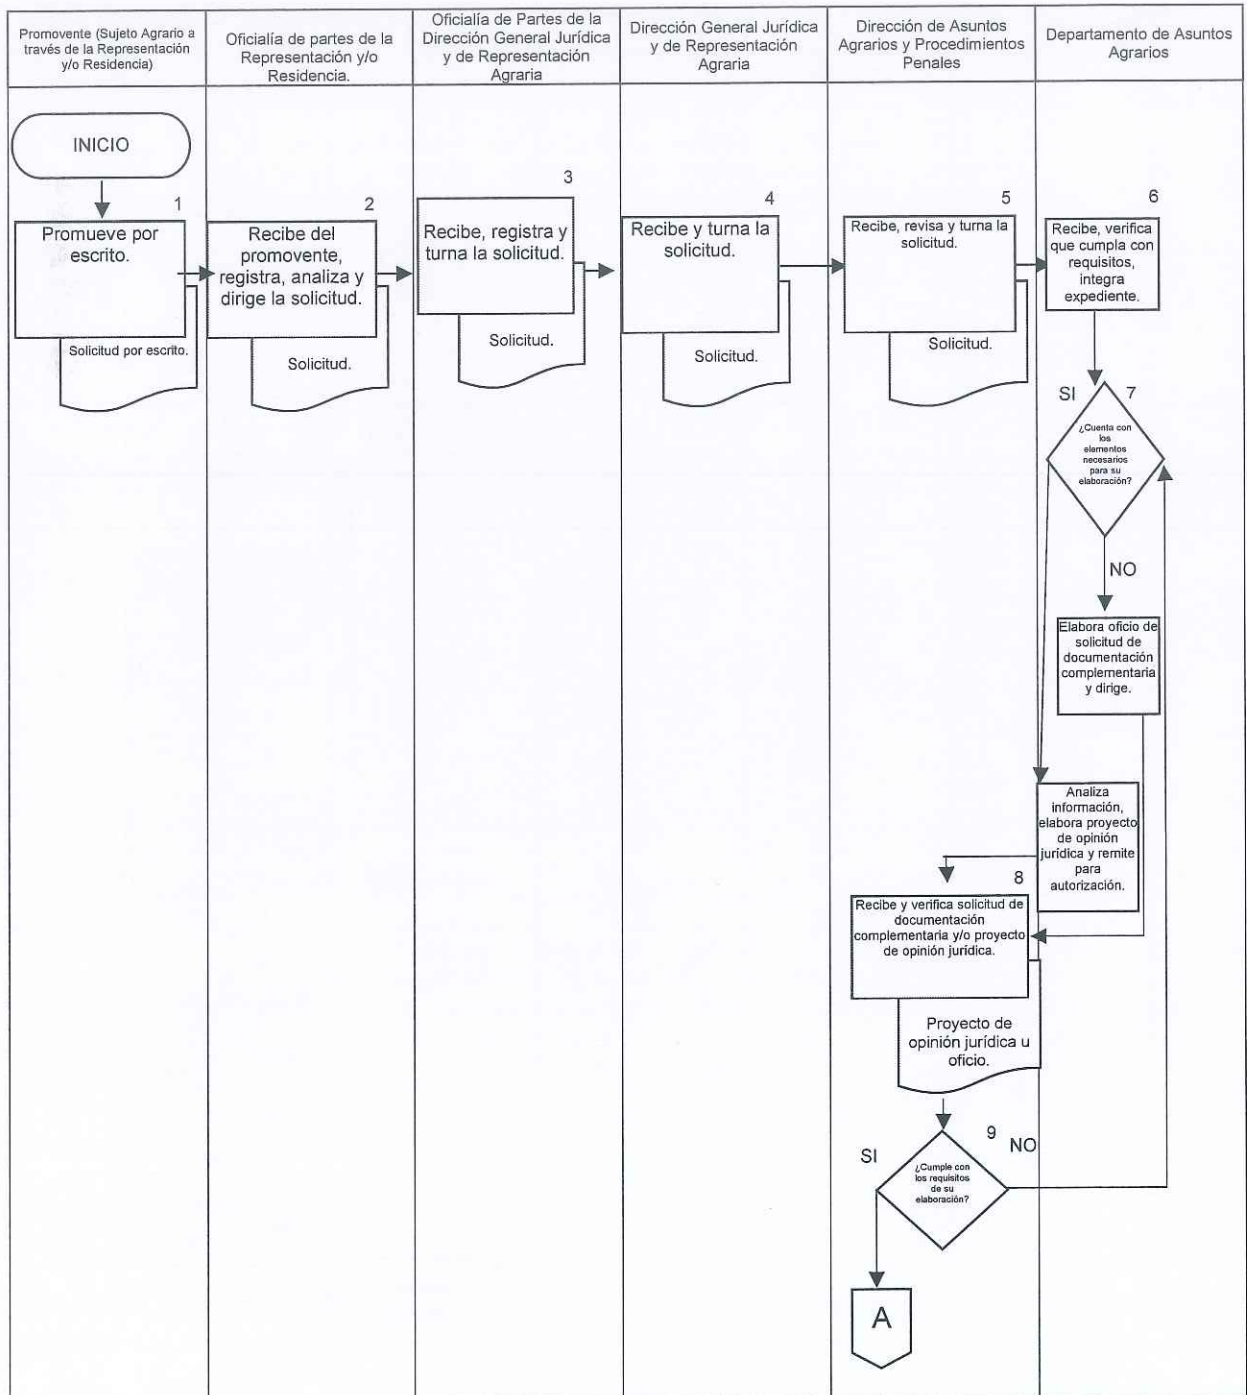 Promovente (Sujeto Agrario a
través de la Representación
y/o Residencia)
Oficialía de partes de la
Representación y/o
Residencia.
Oficialía de Partes de la
Dirección General Jurídica
y de Representación
Agraria
Dirección General Jurídica
y de Representación
Agraria
Dirección de Asuntos
Agrarios y Procedimientos
Penales
Departamento de Asuntos
Agrarios
INICIO
1
Promueve por
escrito.
Solicitud por escrito.
2
Recibe del
promovente,
registra, analiza y
dirige la solicitud.
Solicitud.
3
Recibe, registra y
turna la solicitud.
Solicitud.
4
Recibe y turna la
solicitud.
Solicitud.
5
Recibe, revisa y turna la
solicitud.
Solicitud.
6
Recibe, verifica
que cumpla con
requisitos,
integra
expediente.
SI
7
¿Cuenta con
los
elementos
necesarios
para su
elaboración?
NO
Elabora oficio de
solicitud de
documentación
complementaria
y dirige.
Analiza
información,
elabora proyecto
de opinión
jurídica y remite
para
autorización.
8
Recibe y verifica solicitud de
documentación
complementaria y/o proyecto
de opinión jurídica.
Proyecto de
opinión jurídica u
oficio.
9
SI
NO
¿Cumple con
los requisitos
de su
elaboración?
A